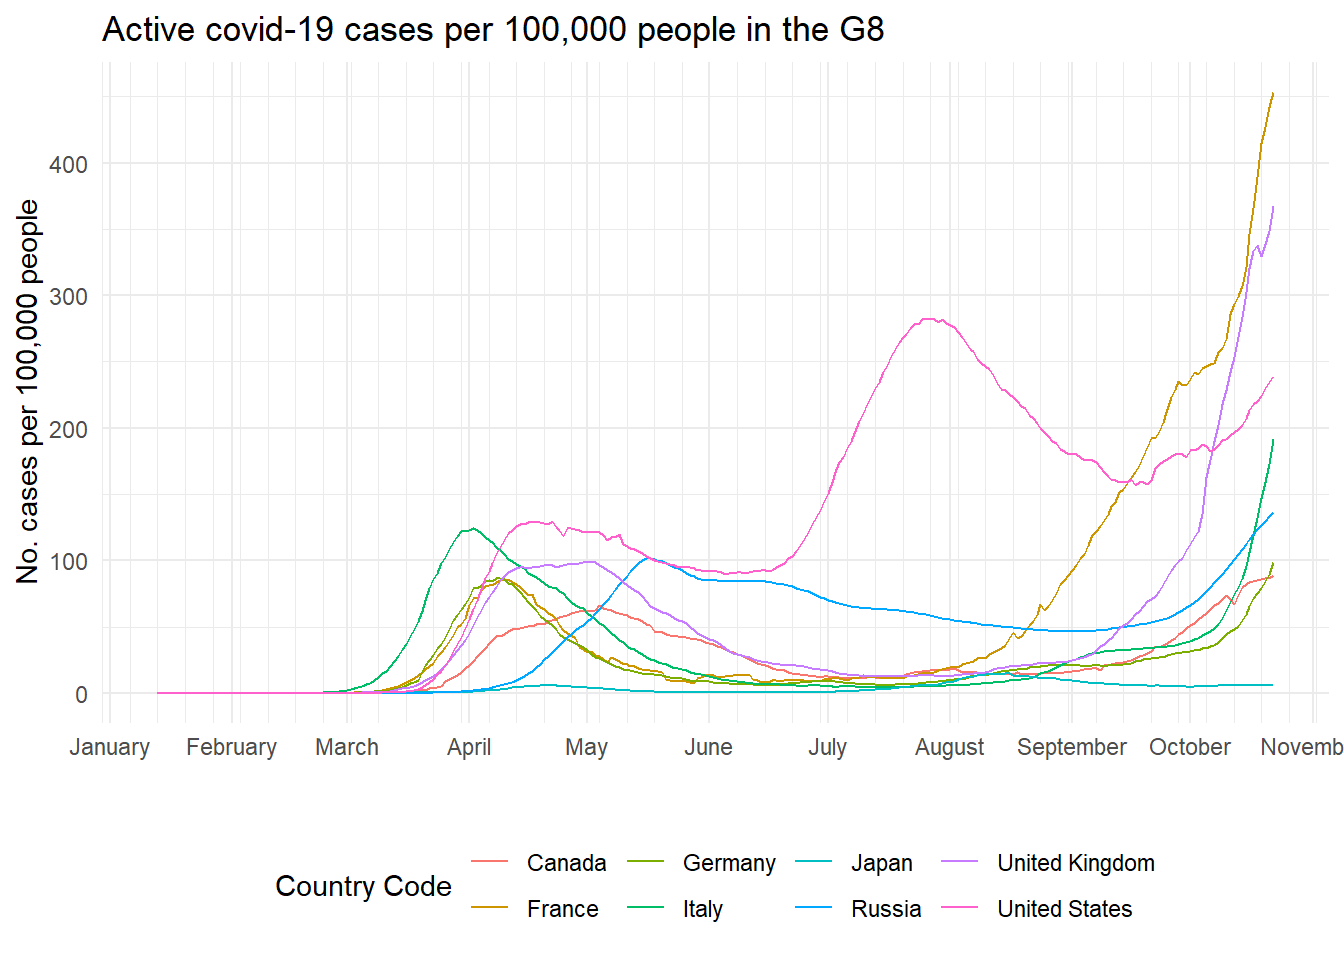 Active covid-19 cases per 100,000 people in the G8
No. cases per 100,000 people
400
300
200
100
0
January February March April May June July August September October Novemb
Country Code
Canada Germany Japan United Kingdom
France Italy Russia United States